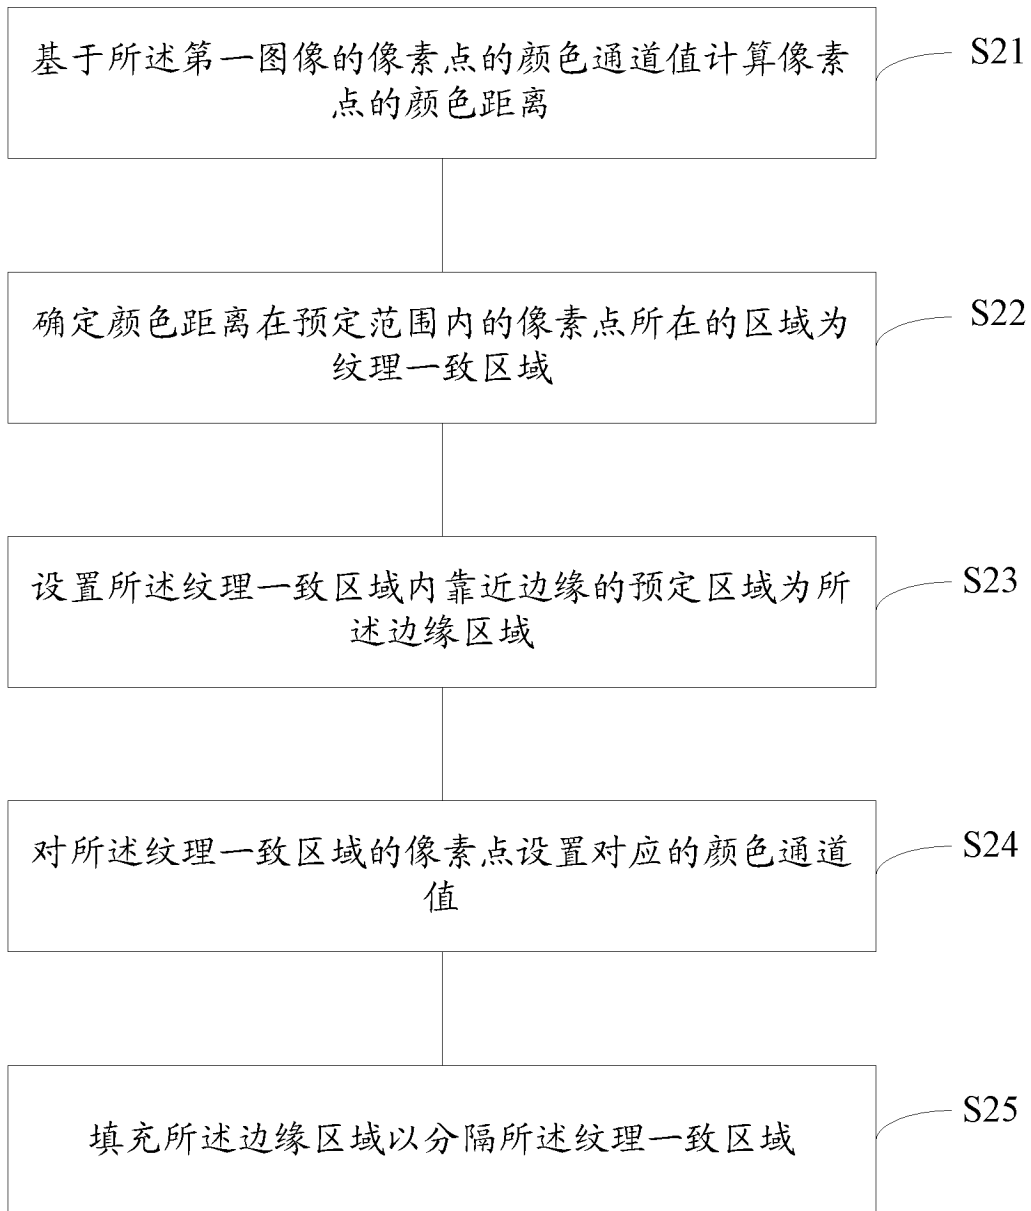 基于所述第一图像的像素点的颜色通道值计算像素
点的颜色距离
S21
确定颜色距离在预定范围内的像素点所在的区域为
纹理一致区域
S22
设置所述纹理一致区域内靠近边缘的预定区域为所
述边缘区域
S23
对所述纹理一致区域的像素点设置对应的颜色通道
值
S24
填充所述边缘区域以分隔所述纹理一致区域
S25